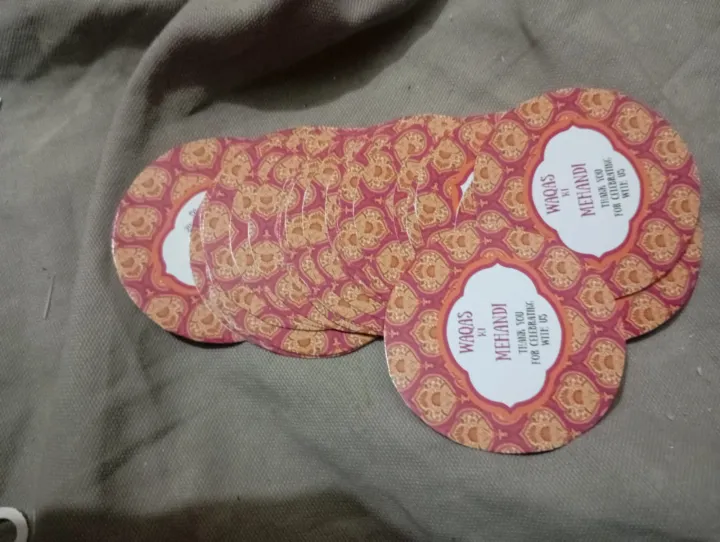 WAQAS
KI
MEHANDI
THANK YOU
FOR CELEBRATING
WITH US
WAQAS
KI
MEHANDI
THANK YOU
FOR CELEBRATING
WITH US